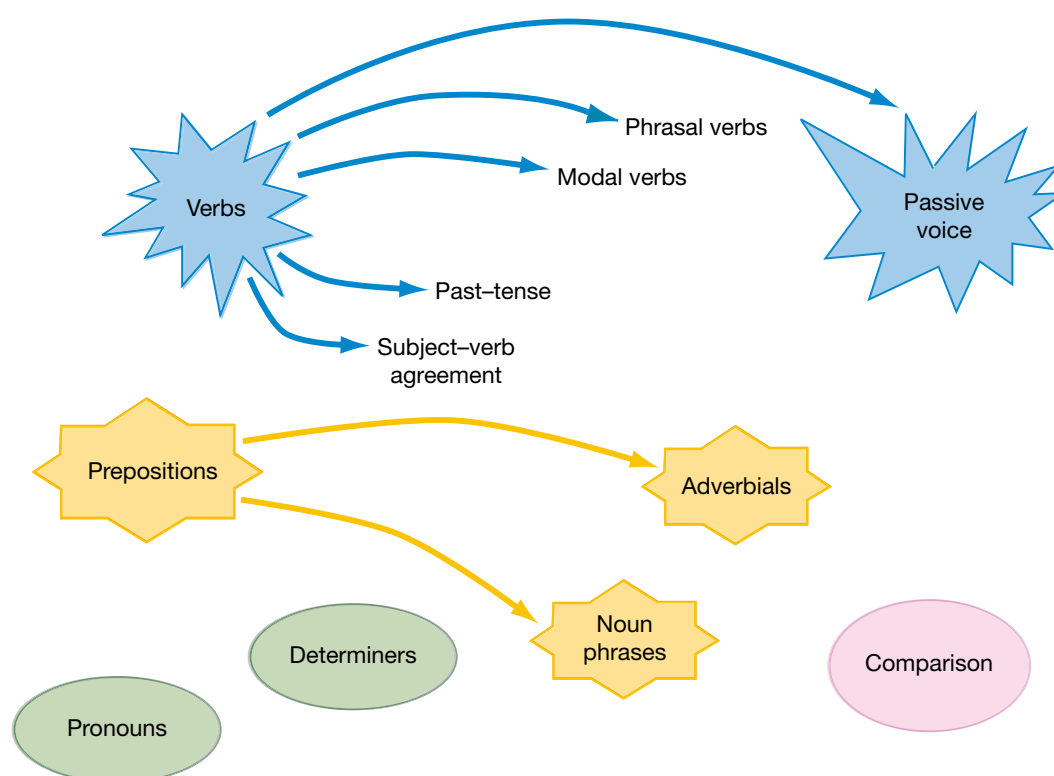 Phrasal verbs
Modal verbs
Verbs
Passive
voice
Past–tense
Subject–verb
agreement
Prepositions
Adverbials
Noun
phrases
Determiners
Comparison
Pronouns